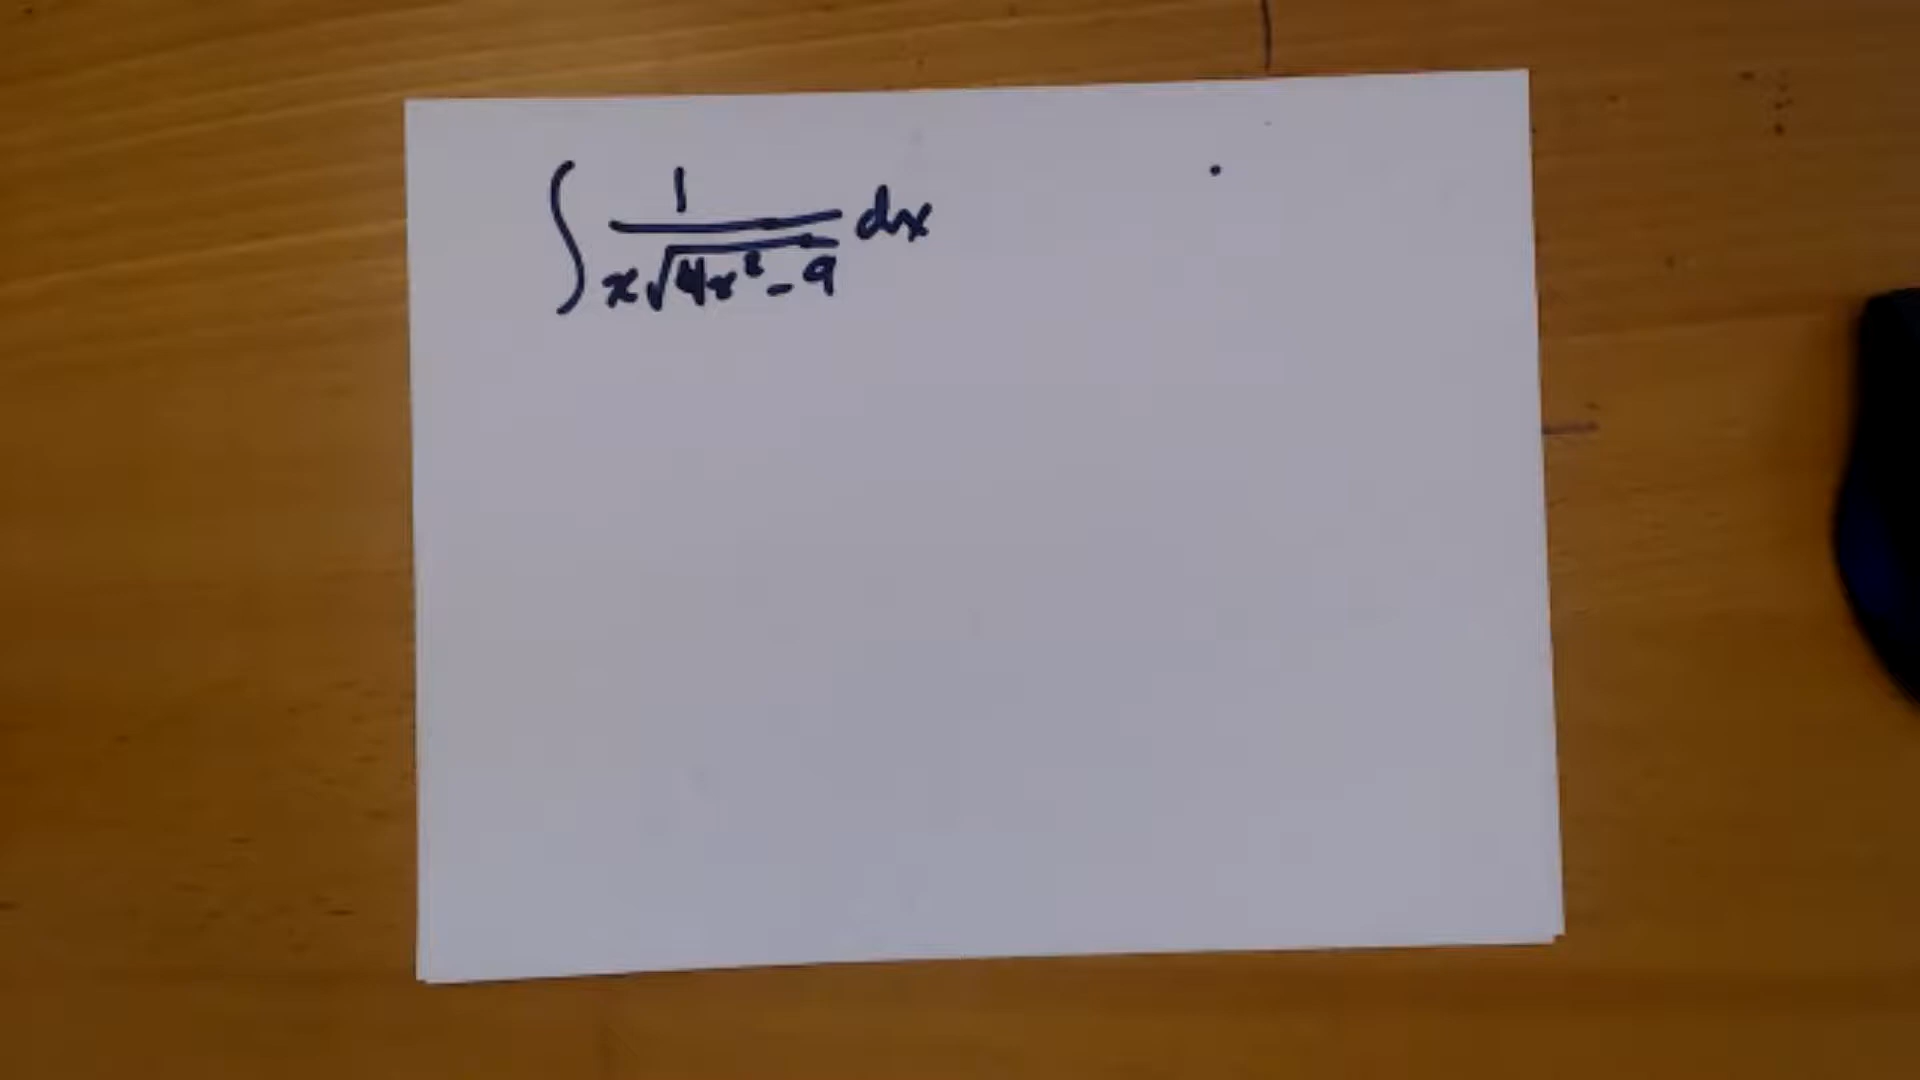 ∫ 1/(x√(4x² - 9)) dx